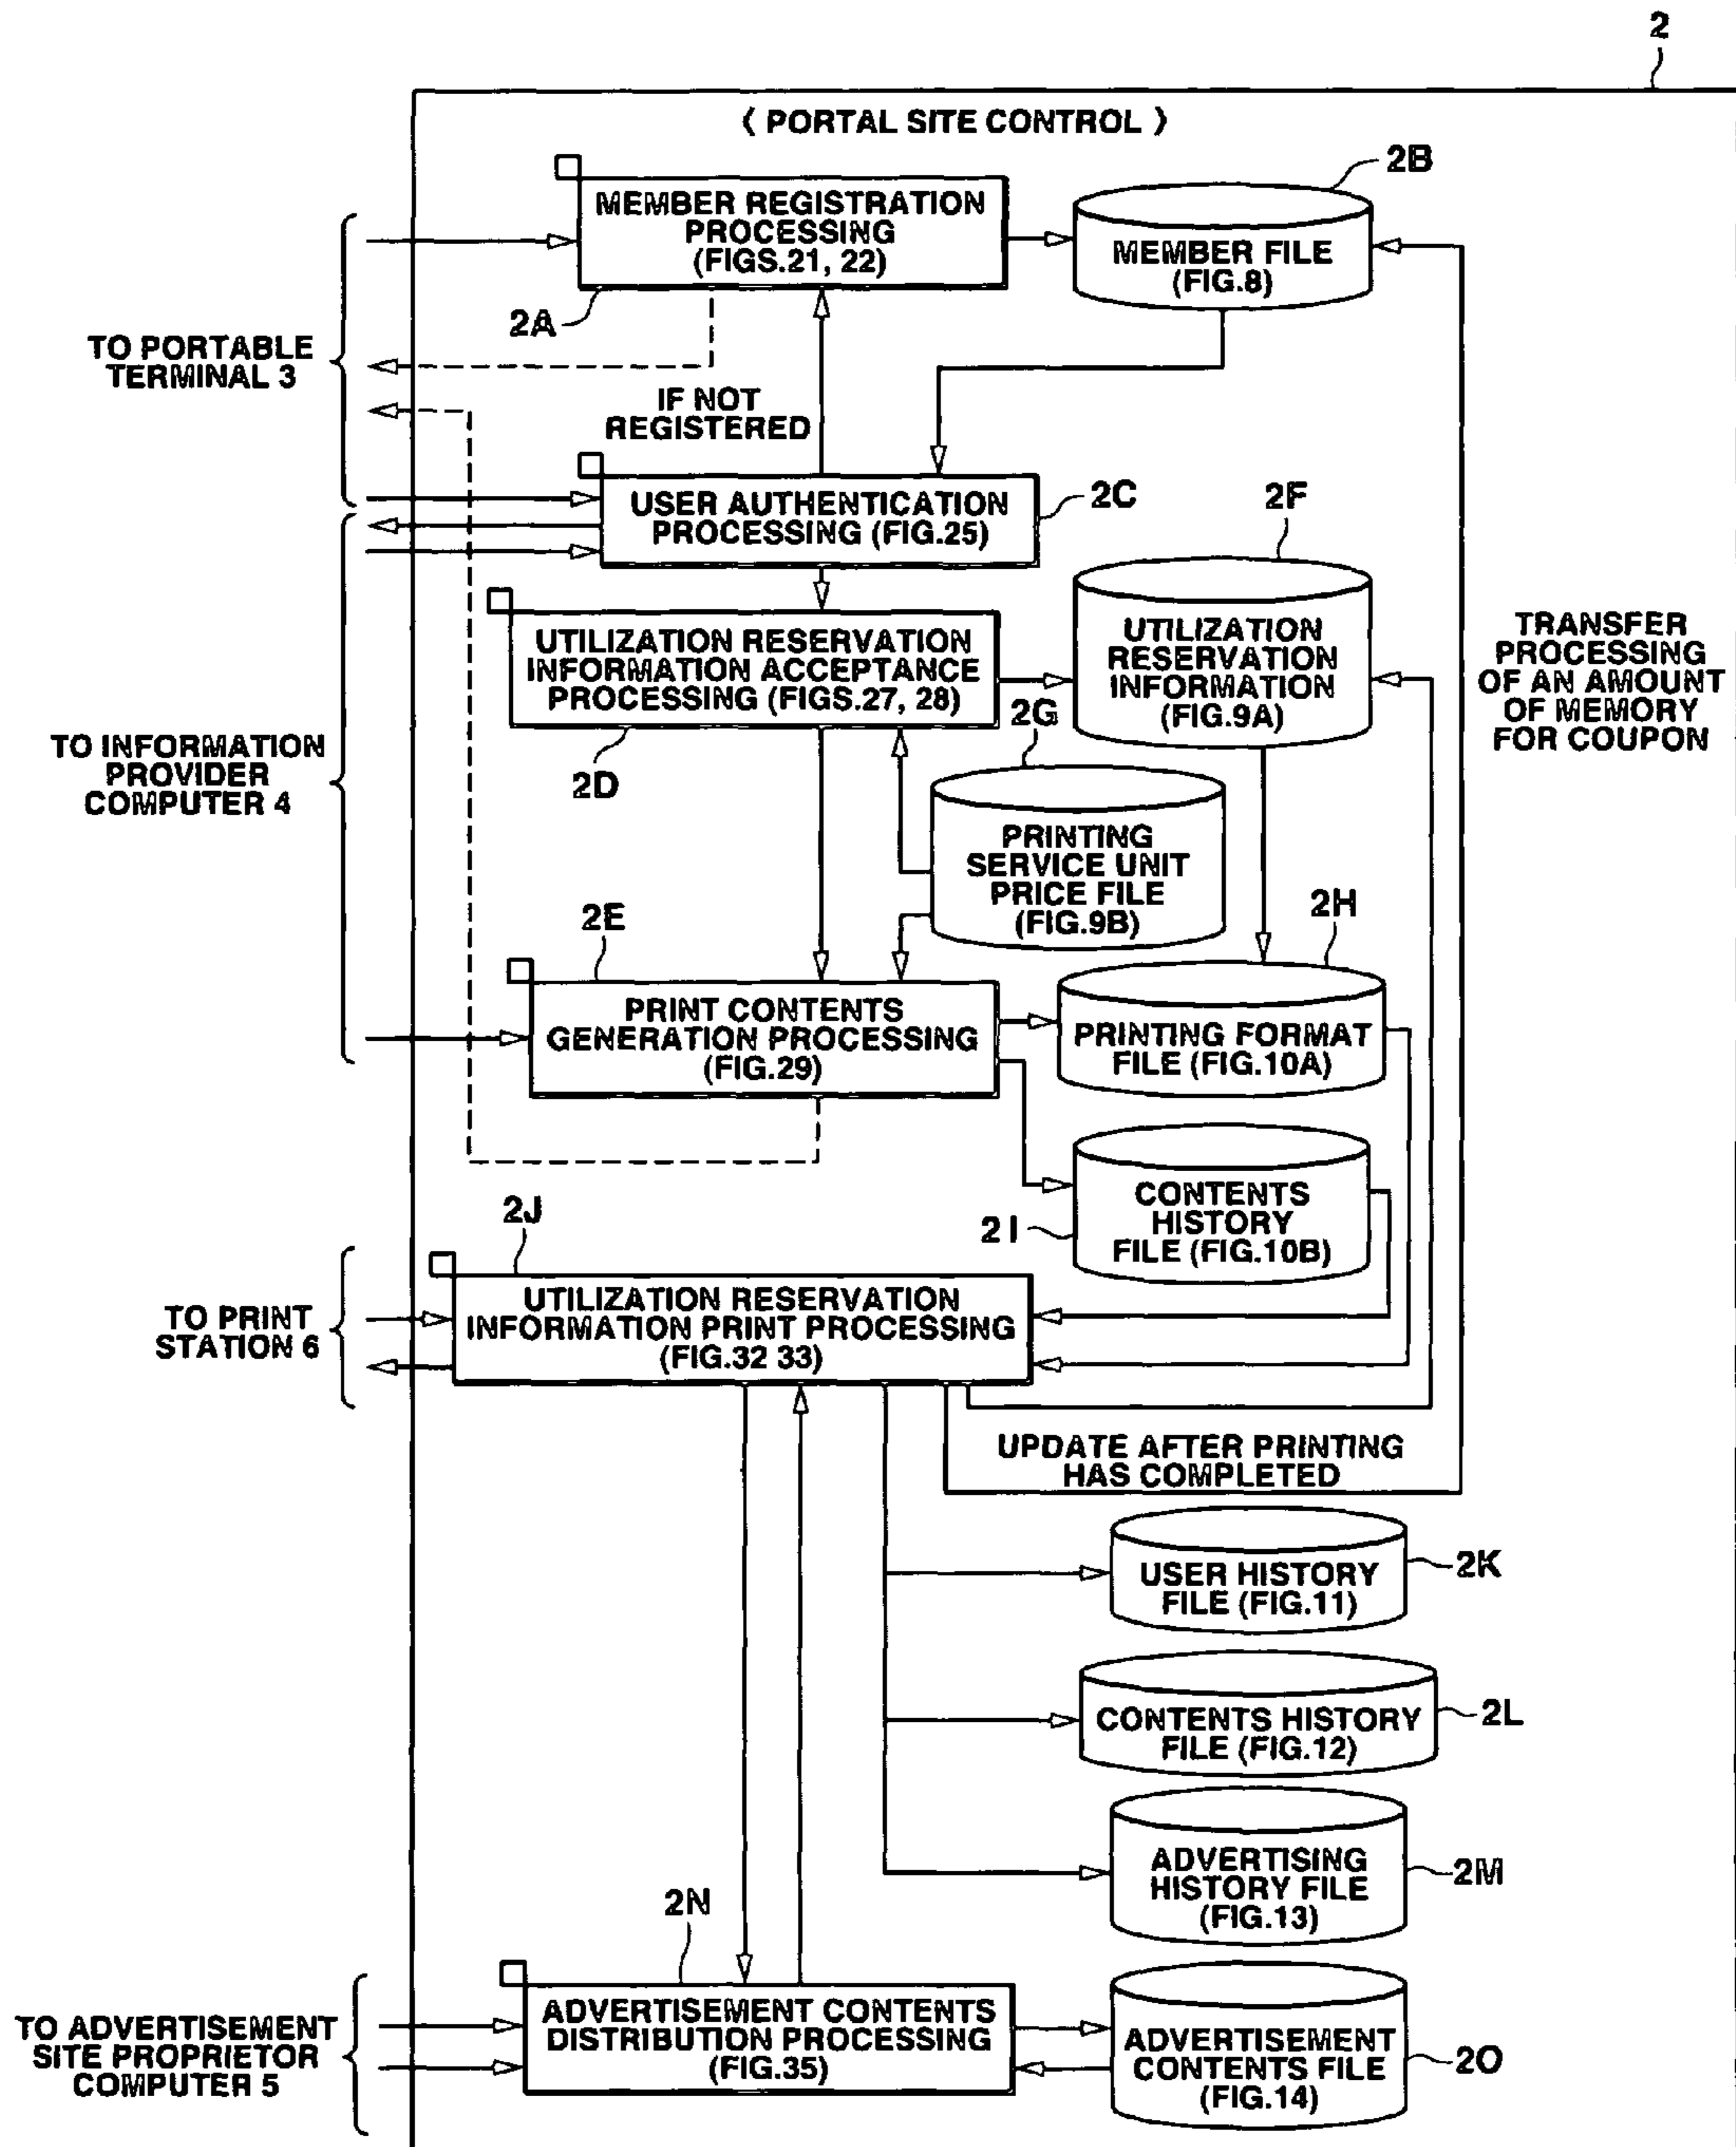 2
( PORTAL SITE CONTROL )
2B
MEMBER REGISTRATION
PROCESSING
(FIGS.21, 22)
MEMBER FILE
(FIG.8)
2A
TO PORTABLE
TERMINAL 3
IF NOT
REGISTERED
2C
USER AUTHENTICATION
PROCESSING (FIG.25)
2F
UTILIZATION RESERVATION
INFORMATION ACCEPTANCE
PROCESSING (FIGS.27, 28)
UTILIZATION
RESERVATION
INFORMATION
(FIG.9A)
TRANSFER
PROCESSING
OF AN AMOUNT
OF MEMORY
FOR COUPON
2G
2D
TO INFORMATION
PROVIDER
COMPUTER 4
PRINTING
SERVICE UNIT
PRICE FILE
(FIG.9B)
2E
2H
PRINT CONTENTS
GENERATION PROCESSING
(FIG.29)
PRINTING FORMAT
FILE (FIG.10A)
CONTENTS
HISTORY
FILE (FIG.10B)
2I
2J
TO PRINT
STATION 6
UTILIZATION RESERVATION
INFORMATION PRINT PROCESSING
(FIG.32 33)
UPDATE AFTER PRINTING
HAS COMPLETED
USER HISTORY
FILE (FIG.11)
2K
CONTENTS HISTORY
FILE (FIG.12)
2L
ADVERTISING
HISTORY FILE
(FIG.13)
2M
2N
TO ADVERTISEMENT
SITE PROPRIETOR
COMPUTER 5
ADVERTISEMENT CONTENTS
DISTRIBUTION PROCESSING
(FIG.35)
ADVERTISEMENT
CONTENTS FILE
(FIG.14)
2O